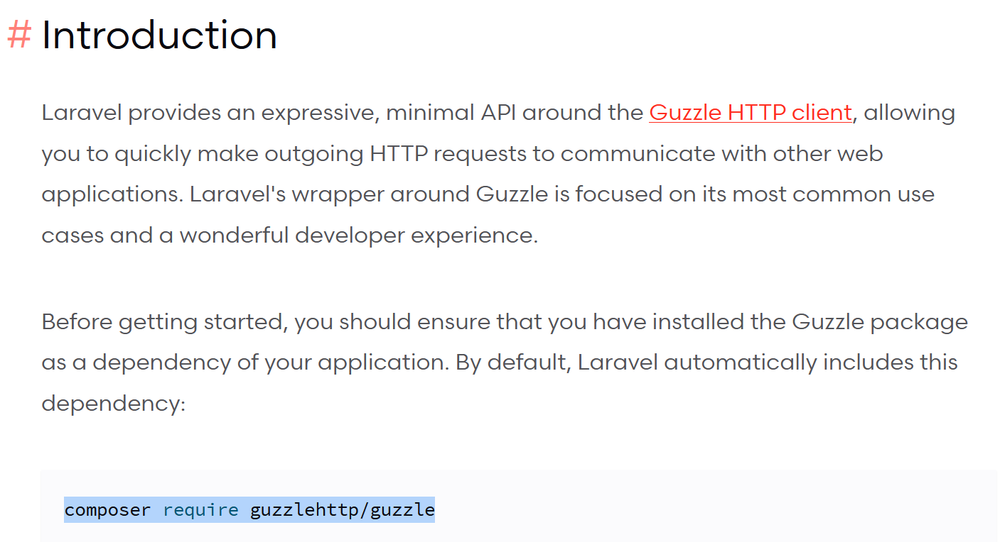 # Introduction
Laravel provides an expressive, minimal API around the Guzzle HTTP client, allowing
you to quickly make outgoing HTTP requests to communicate with other web
applications. Laravel's wrapper around Guzzle is focused on its most common use
cases and a wonderful developer experience.
Before getting started, you should ensure that you have installed the Guzzle package
as a dependency of your application. By default, Laravel automatically includes this
dependency:
composer require guzzlehttp/guzzle